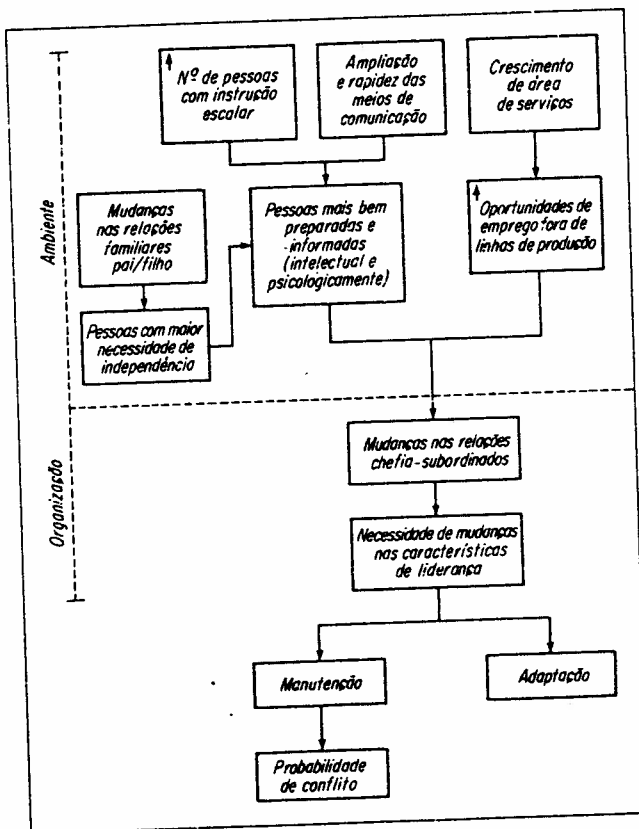 Nº de pessoas
com instrução
escalar
Ampliação
e rapidez das
meios de
comunicação
Crescimento
de área
de serviços
Ambiente
Mudanças
nas relações
familiares
pai/filho
Pessoas mais bem
preparadas e
informadas
(intelectual e
psicologicamente)
Oportunidades de
emprego fora de
linhas de produção
Pessoas com maior
necessidade de
independência
Organização
Mudanças nas relações
chefia-subordinados
Necessidade de mudanças
nas características
de liderança
Manutenção
Adaptação
Probabilidade
de conflito